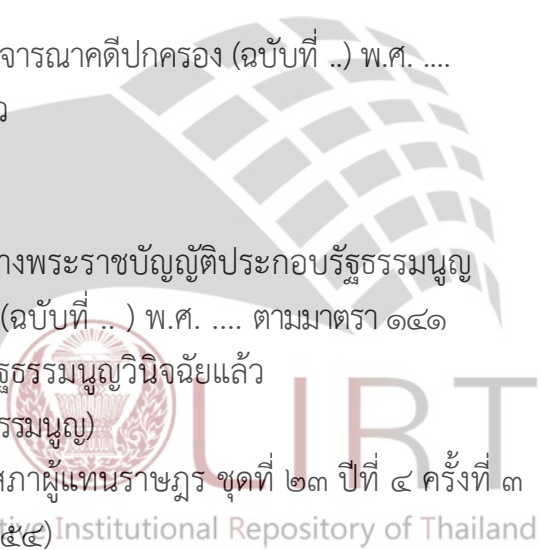 จารณาคดีปกครอง (ฉบับที่ ..) พ.ศ. ....
างพระราชบัญญัติประกอบรัฐธรรมนูญ
(ฉบับที่ .. ) พ.ศ. .... ตามมาตรา ๑๔๑
ฐธรรมนูญวินิจฉัยแล้ว
รรมนูญ)
สภาผู้แทนราษฎร ชุดที่ ๒๓ ปีที่ ๔ ครั้งที่ ๓
๕๔)
LIRT
Institutional Repository of Thailand